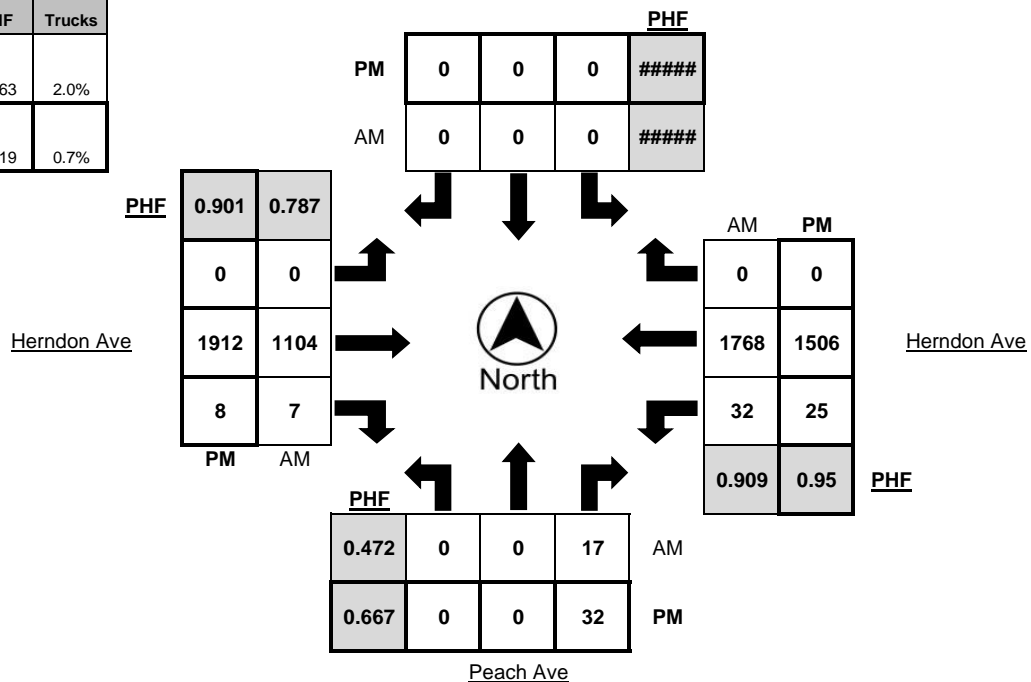 Trucks
2.0%
0.7%
PHF
PM 0 0 0 #####
AM 0 0 0 #####
PHF 0.901 0.787
0 0
1912 1104
8 7
PM AM
Herndon Ave
North
AM PM
0 0
1768 1506
32 25
0.909 0.95 PHF
Herndon Ave
PHF
0.472 0 0 17 AM
0.667 0 0 32 PM
Peach Ave